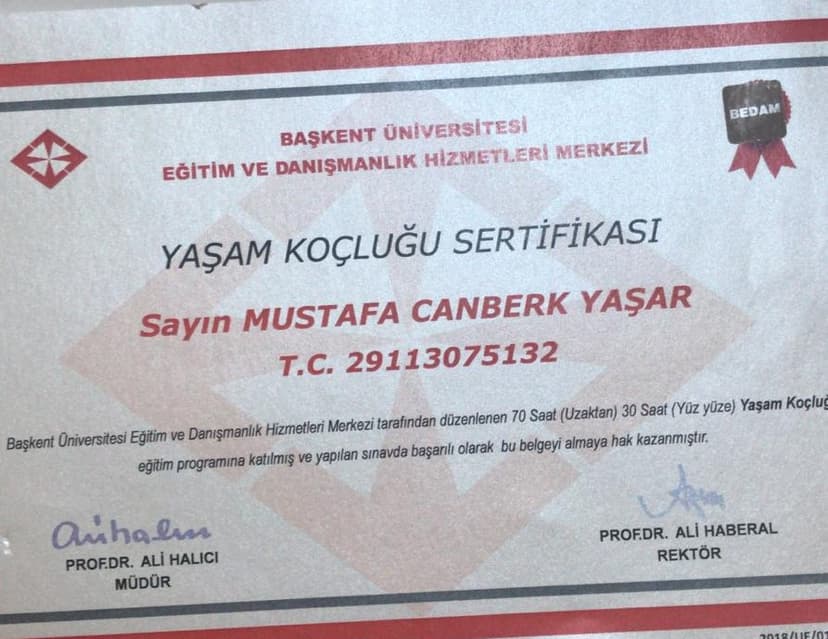 BEDAM
BAŞKENT ÜNİVERSİTESİ
EĞİTİM VE DANIŞMANLIK HİZMETLERİ MERKEZİ
YAŞAM KOÇLUĞU SERTİFİKASI
Sayın MUSTAFA CANBERK YAŞAR
T.C. 29113075132
Başkent Üniversitesi Eğitim ve Danışmanlık Hizmetleri Merkezi tarafından düzenlenen 70 Saat (Uzaktan) 30 Saat (Yüz yüze) Yaşam Koçluğ
eğitim programına katılmış ve yapılan sınavda başarılı olarak bu belgeyi almaya hak kazanmıştır.
PROF.DR. ALİ HALICI
MÜDÜR
PROF.DR. ALİ HABERAL
REKTÖR